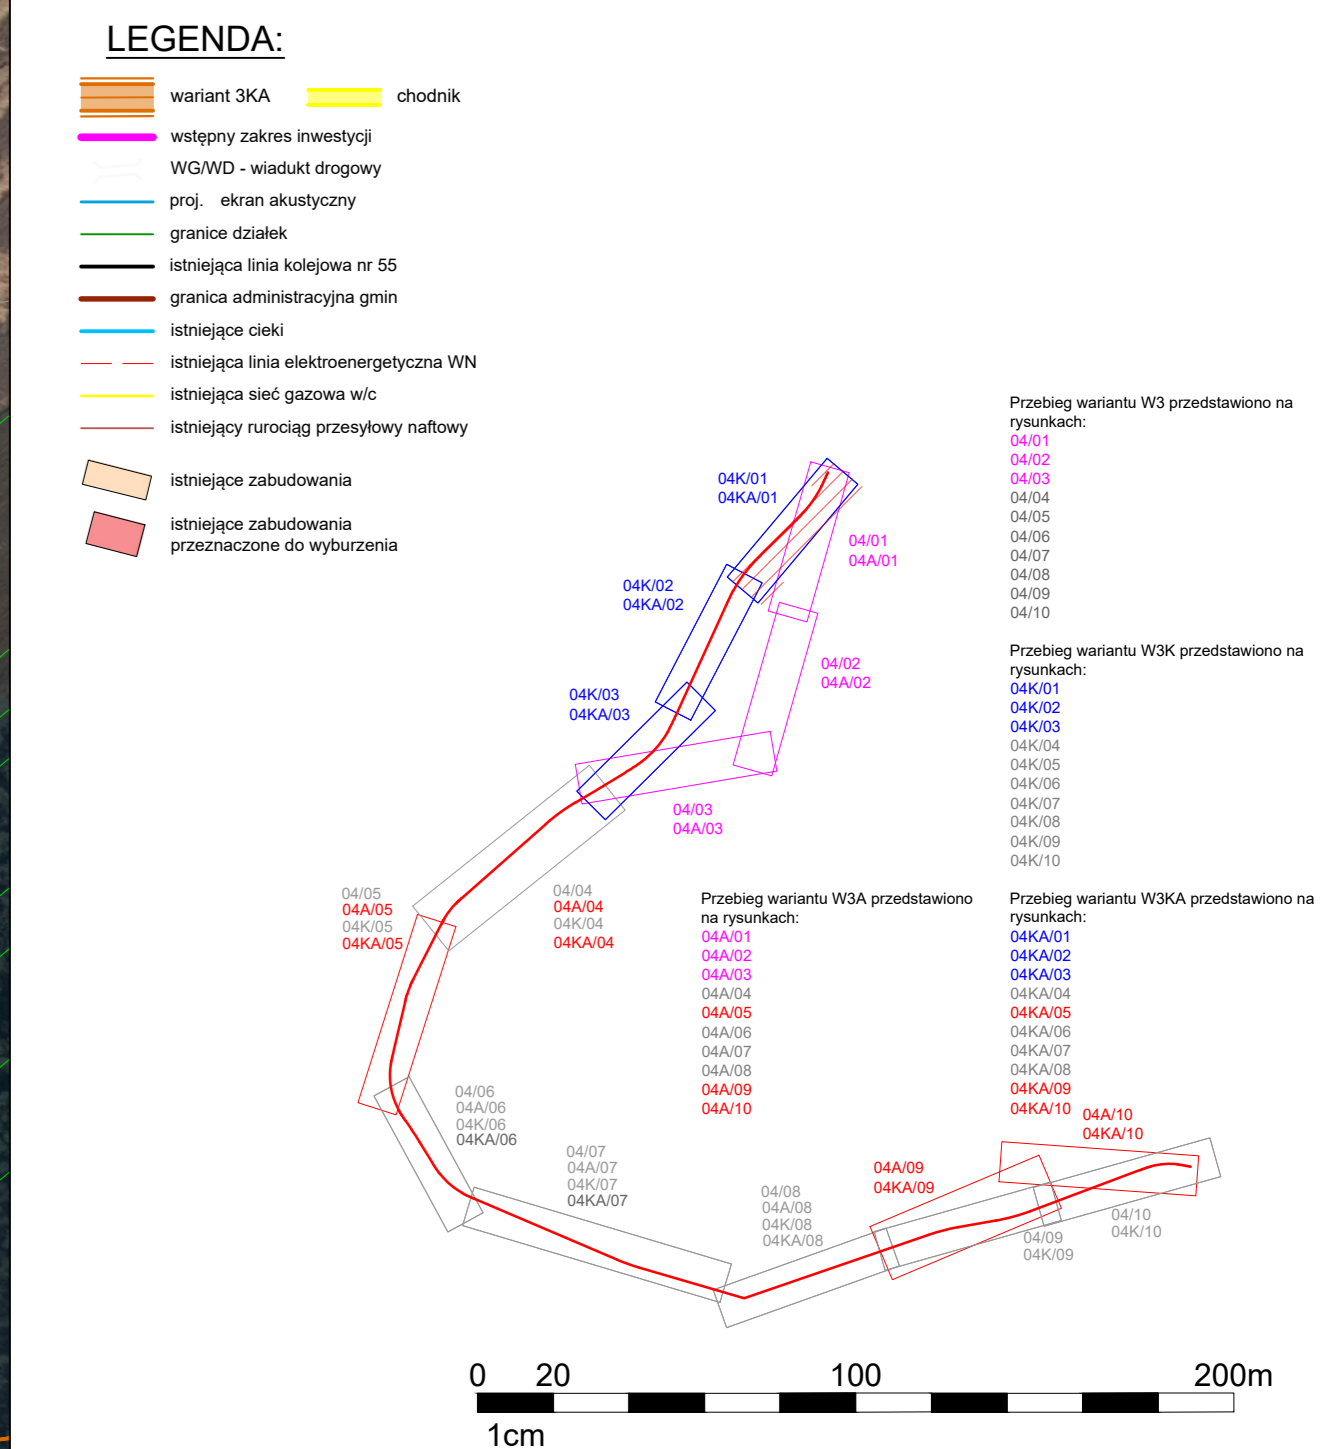 LEGENDA:
wariant 3KA
chodnik
wstępny zakres inwestycji
WG/WD - wiadukt drogowy
proj. ekran akustyczny
granice działek
istniejąca linia kolejowa nr 55
granica administracyjna gmin
istniejące cieki
istniejąca linia elektroenergetyczna WN
istniejąca sieć gazowa w/c
istniejący rurociąg przesyłowy naftowy
istniejące zabudowania
istniejące zabudowania
przeznaczone do wyburzenia
04K/01
04KA/01
04/01
04A/01
04K/02
04KA/02
04/02
04A/02
04K/03
04KA/03
04/03
04A/03
04/05
04A/05
04K/05
04KA/05
04/04
04A/04
04K/04
04KA/04
04/06
04A/06
04K/06
04KA/06
04/07
04A/07
04K/07
04KA/07
04/08
04A/08
04K/08
04KA/08
04A/09
04KA/09
04/09
04K/09
04A/10
04KA/10
04/10
04K/10
Przebieg wariantu W3 przedstawiono na
rysunkach:
04/01
04/02
04/03
04/04
04/05
04/06
04/07
04/08
04/09
04/10
Przebieg wariantu W3K przedstawiono na
rysunkach:
04K/01
04K/02
04K/03
04K/04
04K/05
04K/06
04K/07
04K/08
04K/09
04K/10
Przebieg wariantu W3A przedstawiono
na rysunkach:
04A/01
04A/02
04A/03
04A/04
04A/05
04A/06
04A/07
04A/08
04A/09
04A/10
Przebieg wariantu W3KA przedstawiono na
rysunkach:
04KA/01
04KA/02
04KA/03
04KA/04
04KA/05
04KA/06
04KA/07
04KA/08
04KA/09
04KA/10
0 20 100 200m
1cm